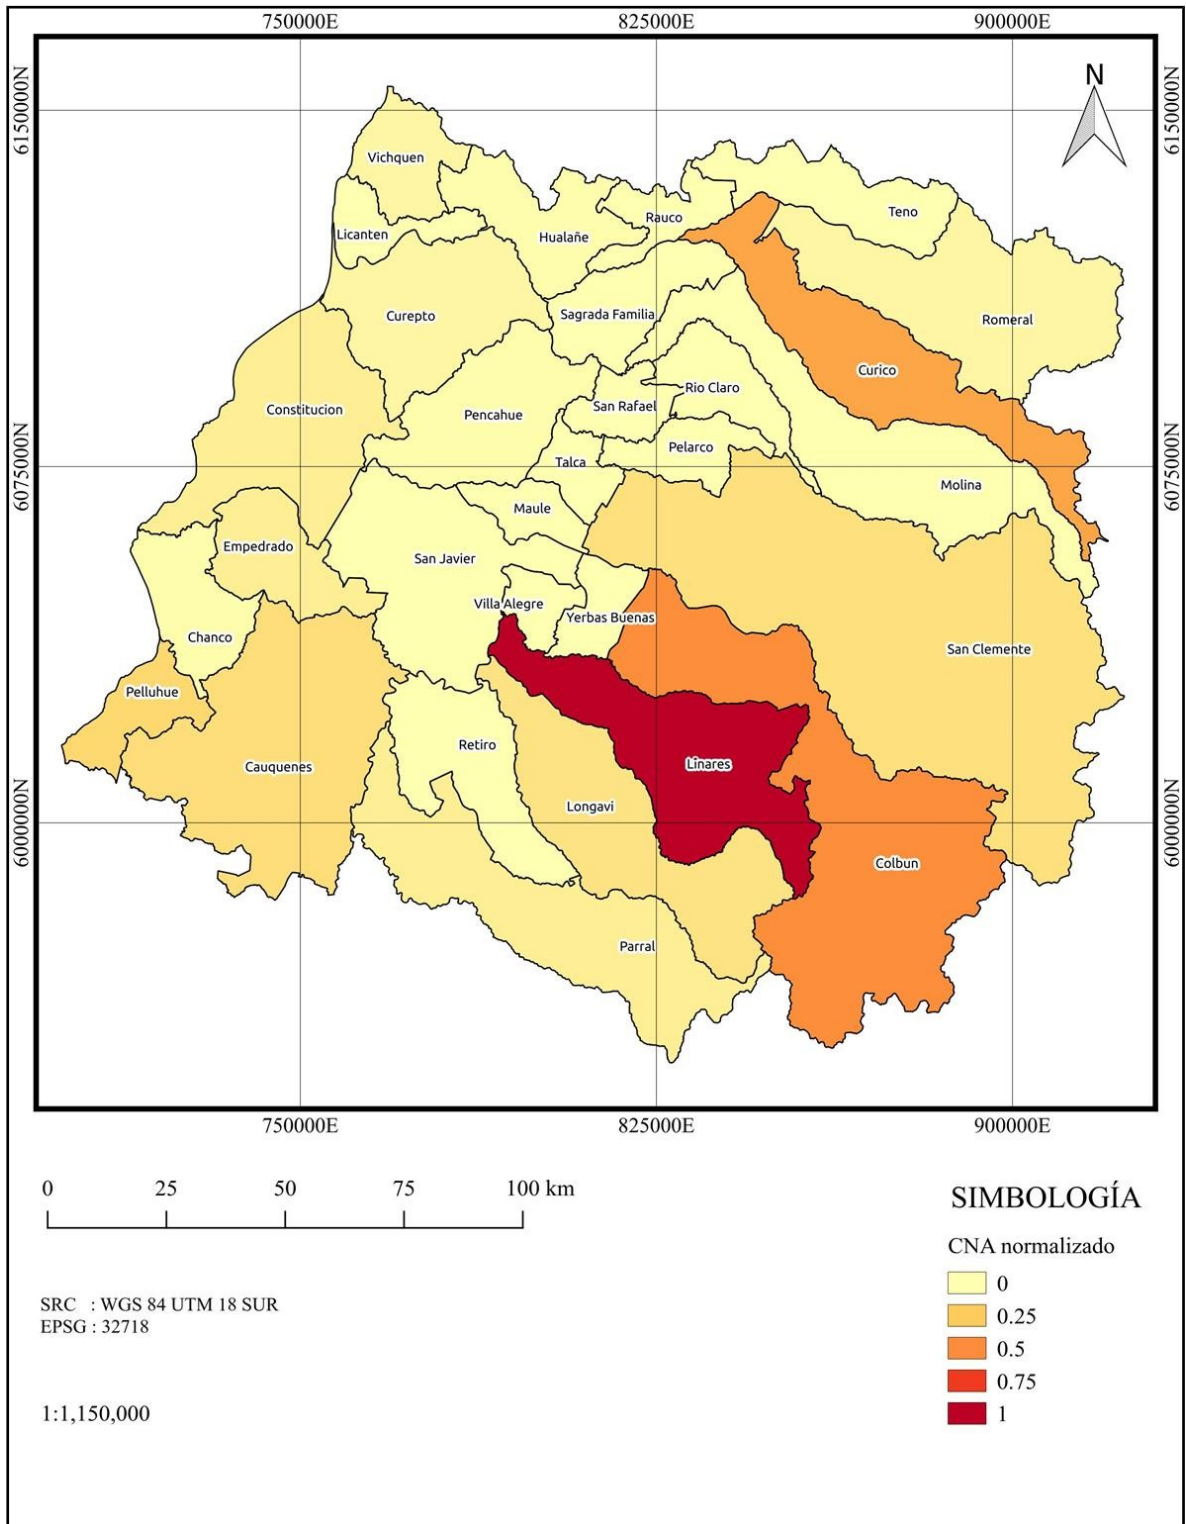 750000E 825000E 900000E
6150000N
6150000N
N
Vichquen
Teno
Rauco
Licanten
Hualañe
Curepto
Sagrada Familia
Romeral
Curico
Rio Claro
San Rafael
Constitucion
Pencahue
Pelarco
Talca
6075000N
6075000N
Molina
Maule
Empedrado
San Javier
Villa Alegre
Yerbas Buenas
Chanco
San Clemente
Pelluhue
Retiro
Cauquenes
Linares
Longavi
6000000N
6000000N
Colbun
Parral
750000E 825000E 900000E
0 25 50 75 100 km
SIMBOLOGÍA
CNA normalizado
0
0.25
0.5
0.75
1
SRC : WGS 84 UTM 18 SUR
EPSG : 32718
1:1,150,000